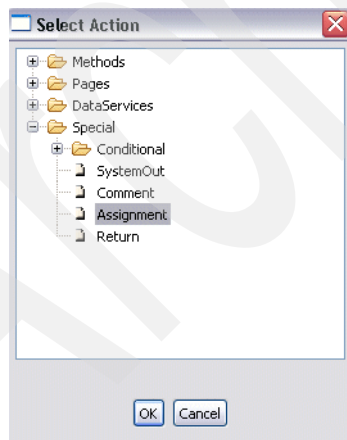 Select Action
Methods
Pages
DataServices
Special
Conditional
SystemOut
Comment
Assignment
Return
OK Cancel